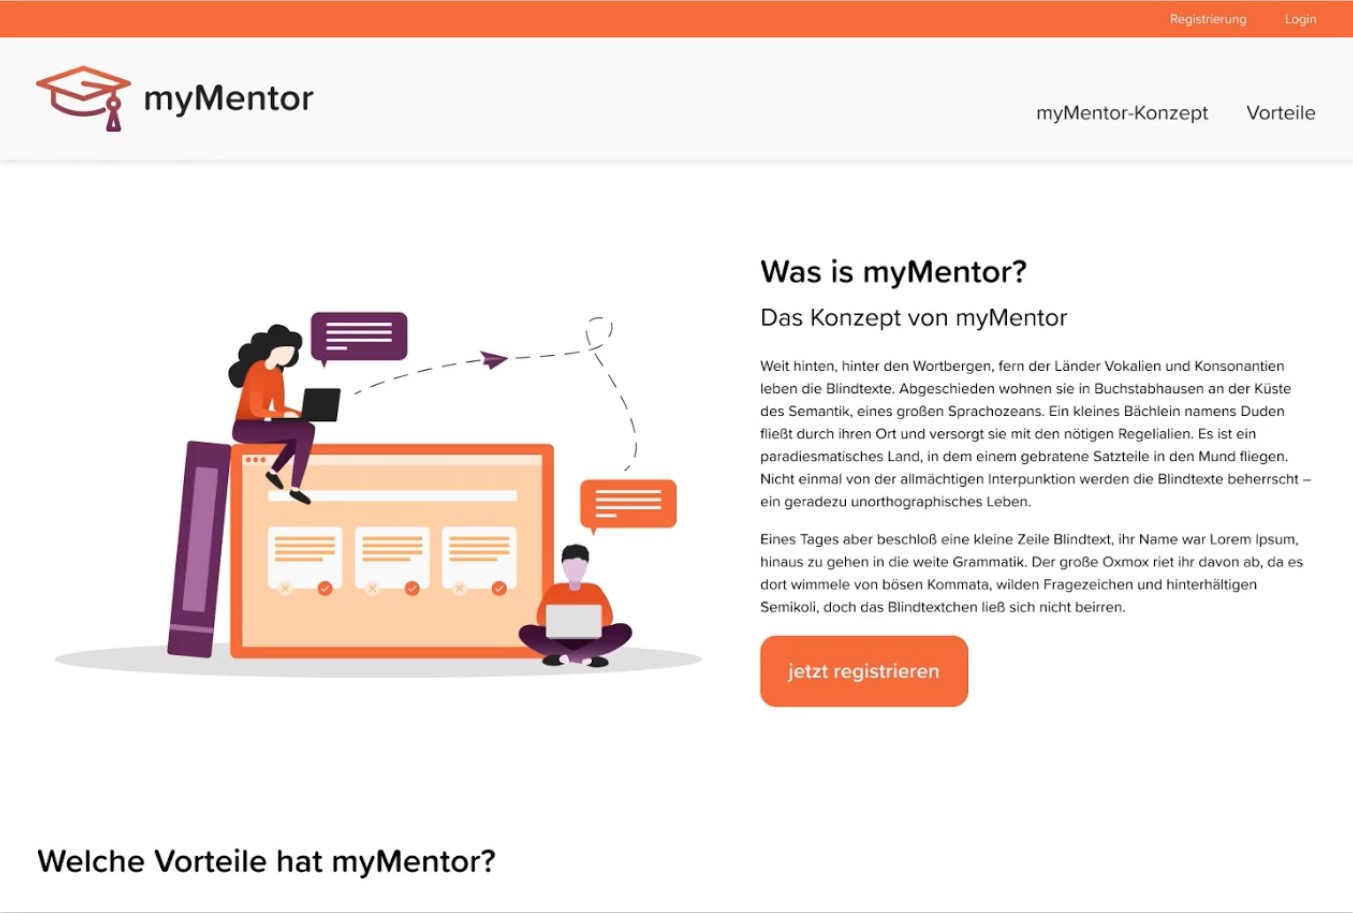 Registrierung Login
myMentor
myMentor-Konzept Vorteile
Was is myMentor?
Das Konzept von myMentor
Weit hinten, hinter den Wortbergen, fern der Länder Vokalien und Konsonantien
leben die Blindtexte. Abgeschieden wohnen sie in Buchstabhausen an der Küste
des Semantik, eines großen Sprachozeans. Ein kleines Bächlein namens Duden
fließt durch ihren Ort und versorgt sie mit den nötigen Regelialien. Es ist ein
paradiesmatisches Land, in dem einem gebratene Satzteile in den Mund fliegen.
Nicht einmal von der allmächtigen Interpunktion werden die Blindtexte beherrscht –
ein geradezu unorthographisches Leben.
Eines Tages aber beschloß eine kleine Zeile Blindtext, ihr Name war Lorem Ipsum,
hinaus zu gehen in die weite Grammatik. Der große Oxmox riet ihr davon ab, da es
dort wimmele von bösen Kommata, wilden Fragezeichen und hinterhältigen
Semikoli, doch das Blindtextchen ließ sich nicht beirren.
jetzt registrieren
Welche Vorteile hat myMentor?